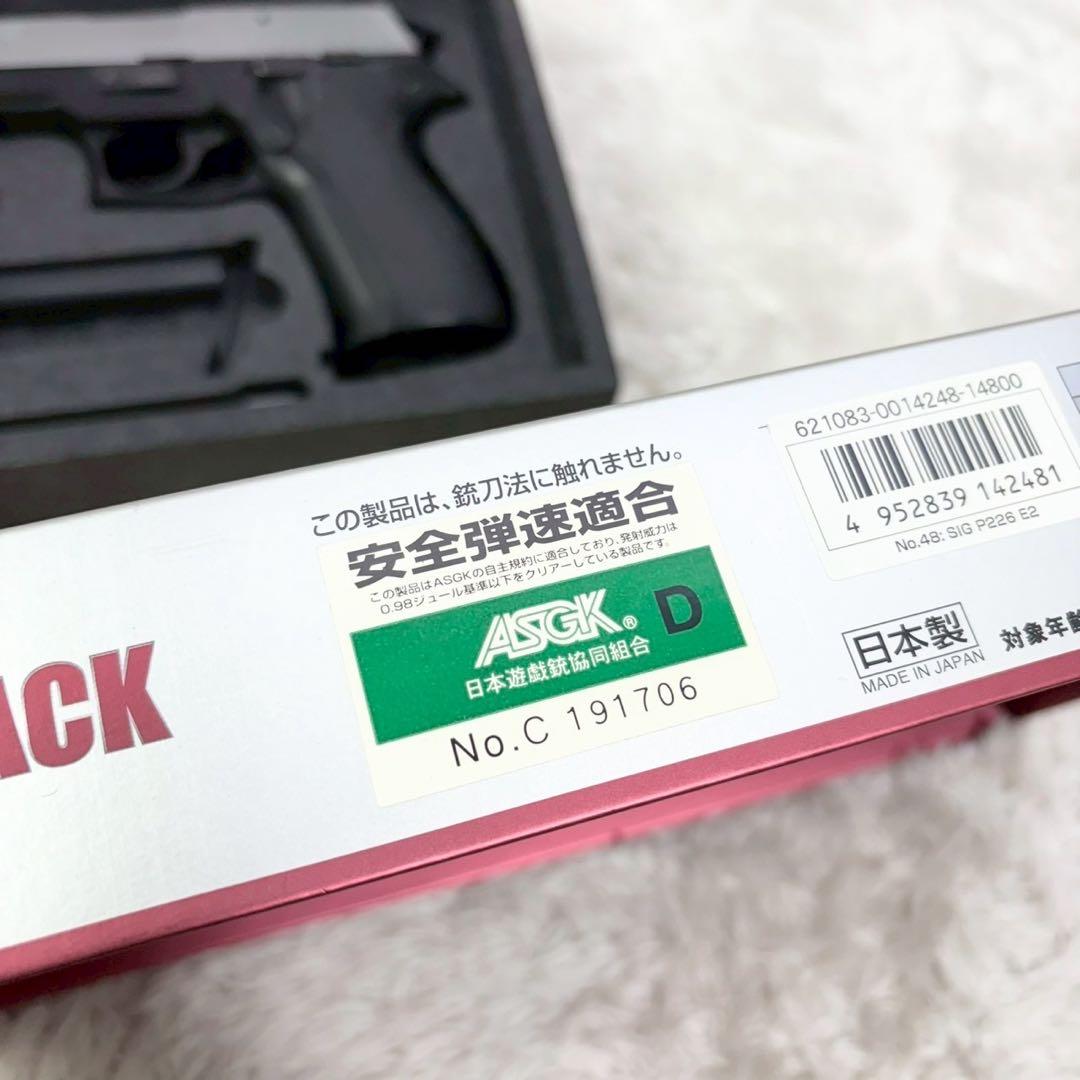 この製品は、銃刀法に触れません。
安全弾速適合
この製品はASGKの自主規約に適合しており、発射威力は
0.98ジュール基準以下をクリアーしている製品です。
ASGK® D
日本遊戯銃協同組合
No.C 191706
621083-0014248-14800
4 952839 142481
No.48: SIG P226 E2
日本製
MADE IN JAPAN
対象年齢
ACK